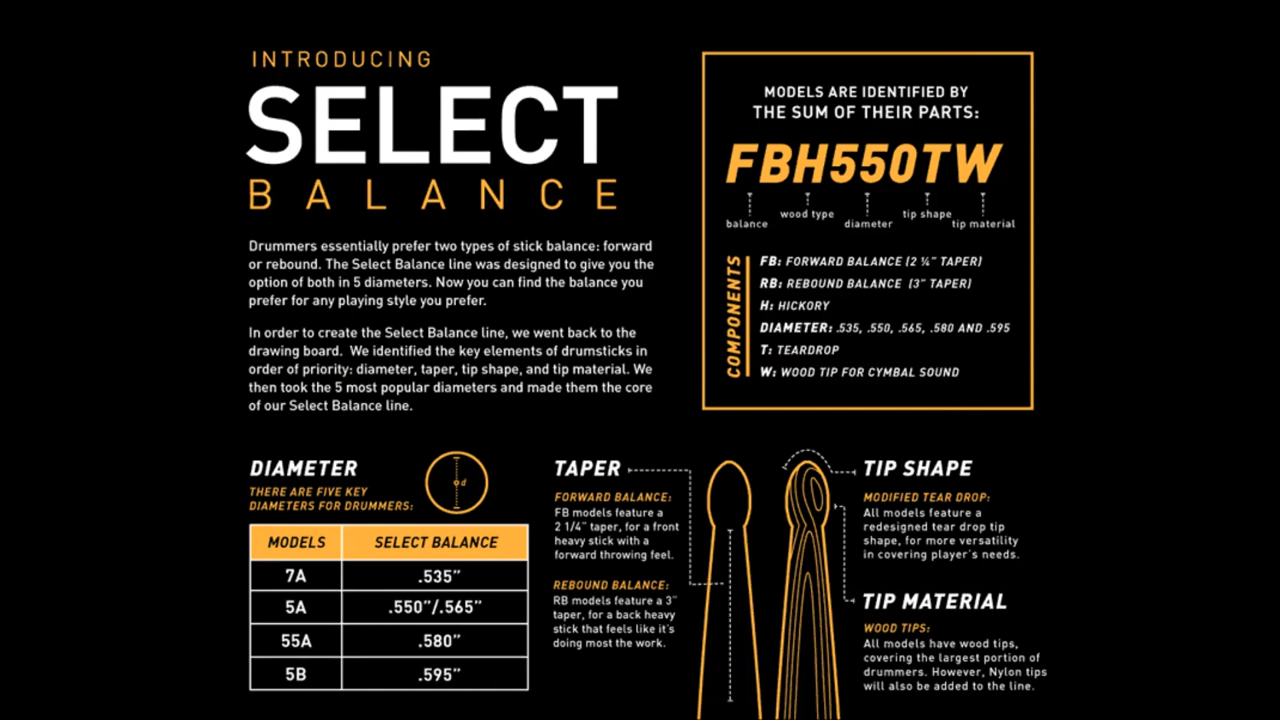 INTRODUCING
SELECT
BALANCE
Drummers essentially prefer two types of stick balance: forward
or rebound. The Select Balance line was designed to give you the
option of both in 5 diameters. Now you can find the balance you
prefer for any playing style you prefer.
In order to create the Select Balance line, we went back to the
drawing board. We identified the key elements of drumsticks in
order of priority: diameter, taper, tip shape, and tip material. We
then took the 5 most popular diameters and made them the core
of our Select Balance line.
MODELS ARE IDENTIFIED BY
THE SUM OF THEIR PARTS:
FBH550TW
balance
wood type
diameter
tip shape
tip material
COMPONENTS
FB: FORWARD BALANCE (2 ¼" TAPER)
RB: REBOUND BALANCE (3" TAPER)
H: HICKORY
DIAMETER: .535, .550, .565, .580 AND .595
T: TEARDROP
W: WOOD TIP FOR CYMBAL SOUND
DIAMETER
THERE ARE FIVE KEY
DIAMETERS FOR DRUMMERS:
d
MODELS SELECT BALANCE
7A .535"
5A .550"/.565"
55A .580"
5B .595"
TAPER
FORWARD BALANCE:
FB models feature a
2 1/4" taper, for a front
heavy stick with a
forward throwing feel.
REBOUND BALANCE:
RB models feature a 3"
taper, for a back heavy
stick that feels like it's
doing most the work.
TIP SHAPE
MODIFIED TEAR DROP:
All models feature a
redesigned tear drop tip
shape, for more versatility
in covering player's needs.
TIP MATERIAL
WOOD TIPS:
All models have wood tips,
covering the largest portion of
drummers. However, Nylon tips
will also be added to the line.